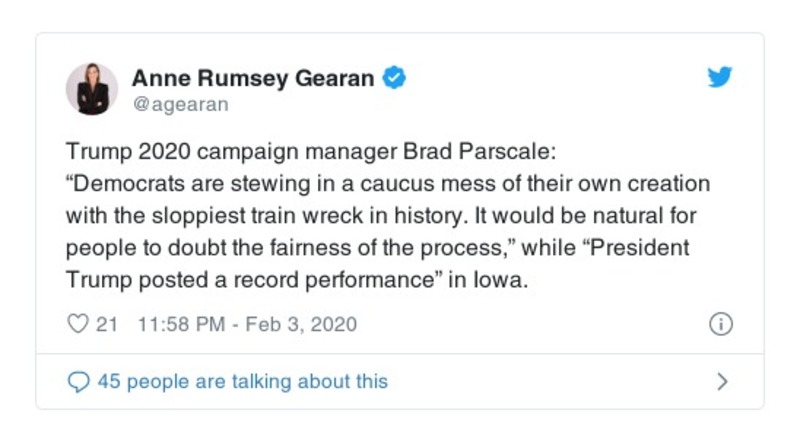 Anne Rumsey Gearan
@agearan
Trump 2020 campaign manager Brad Parscale:
“Democrats are stewing in a caucus mess of their own creation
with the sloppiest train wreck in history. It would be natural for
people to doubt the fairness of the process,” while “President
Trump posted a record performance” in Iowa.
21 11:58 PM - Feb 3, 2020
45 people are talking about this